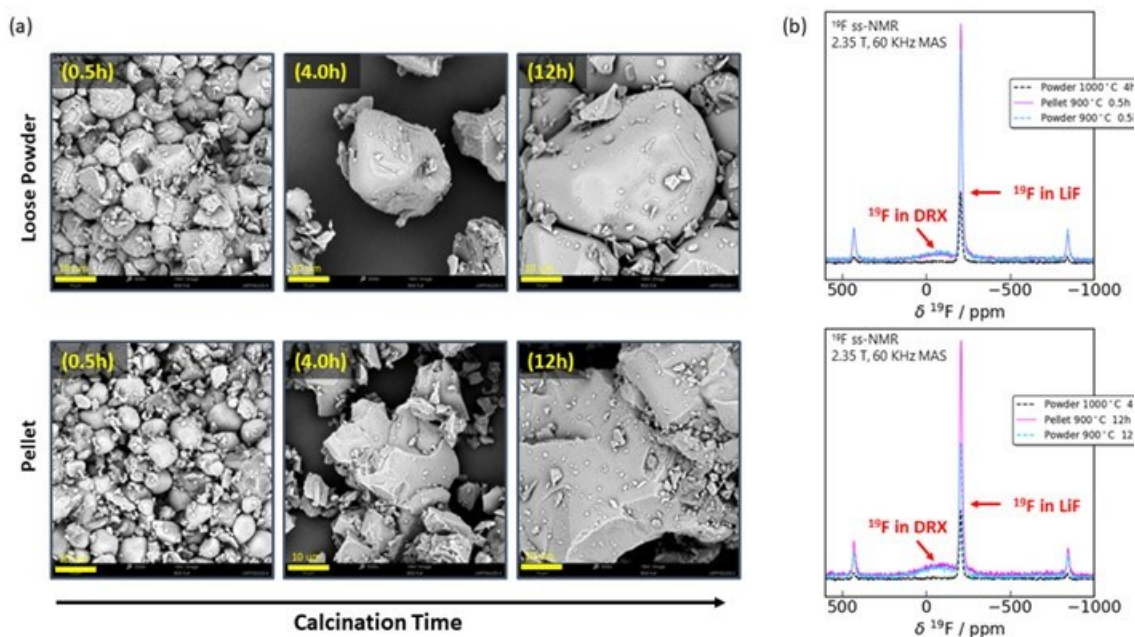 (a)
(b)
Loose Powder
(0.5h)
(4.0h)
(12h)
Pellet
(0.5h)
(4.0h)
(12h)
10 µm
Calcination Time
¹⁹F ss-NMR
2.35 T, 60 KHz MAS
Powder 1000°C 4h
Pellet 900°C 0.5h
Powder 900°C 0.5
¹⁹F in LiF
¹⁹F in DRX
500 0 −500 −1000
δ ¹⁹F / ppm
¹⁹F ss-NMR
2.35 T, 60 KHz MAS
Powder 1000°C 4
Pellet 900°C 12h
Powder 900°C 12
¹⁹F in LiF
¹⁹F in DRX
500 0 −500 −1000
δ ¹⁹F / ppm